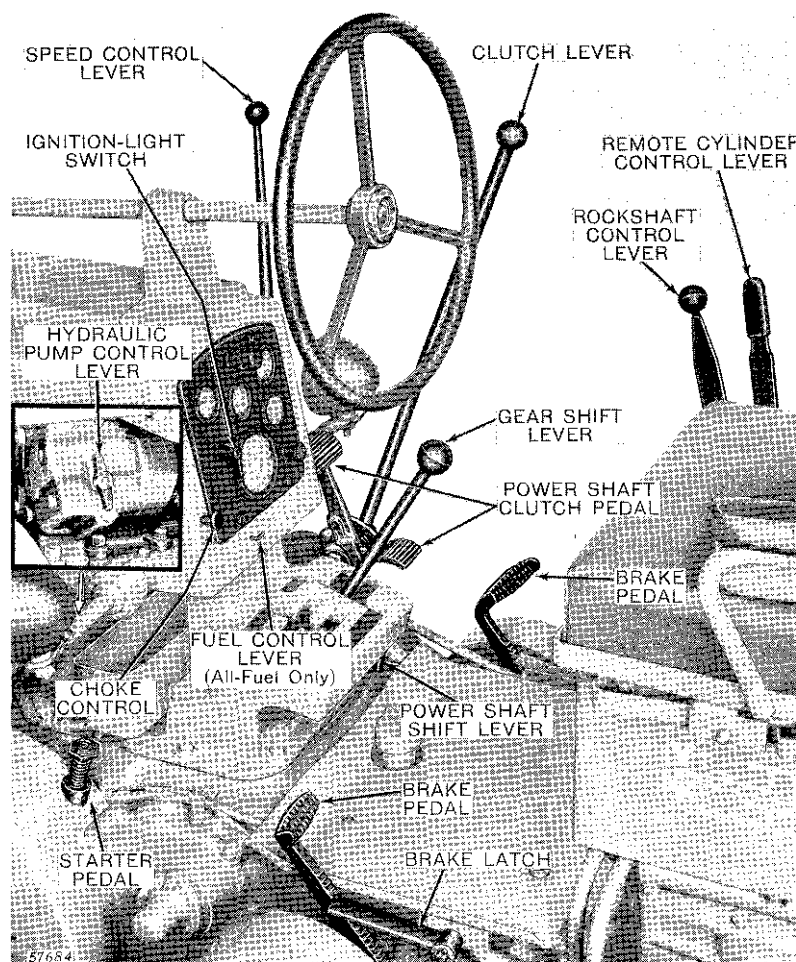 SPEED CONTROL
LEVER
CLUTCH LEVER
IGNITION-LIGHT
SWITCH
REMOTE CYLINDER
CONTROL LEVER
ROCKSHAFT
CONTROL
LEVER
HYDRAULIC
PUMP CONTROL
LEVER
GEAR SHIFT
LEVER
POWER SHAFT
CLUTCH PEDAL
BRAKE
PEDAL
FUEL CONTROL
LEVER
(All-Fuel Only)
CHOKE
CONTROL
POWER SHAFT
SHIFT LEVER
BRAKE
PEDAL
STARTER
PEDAL
BRAKE LATCH
57684